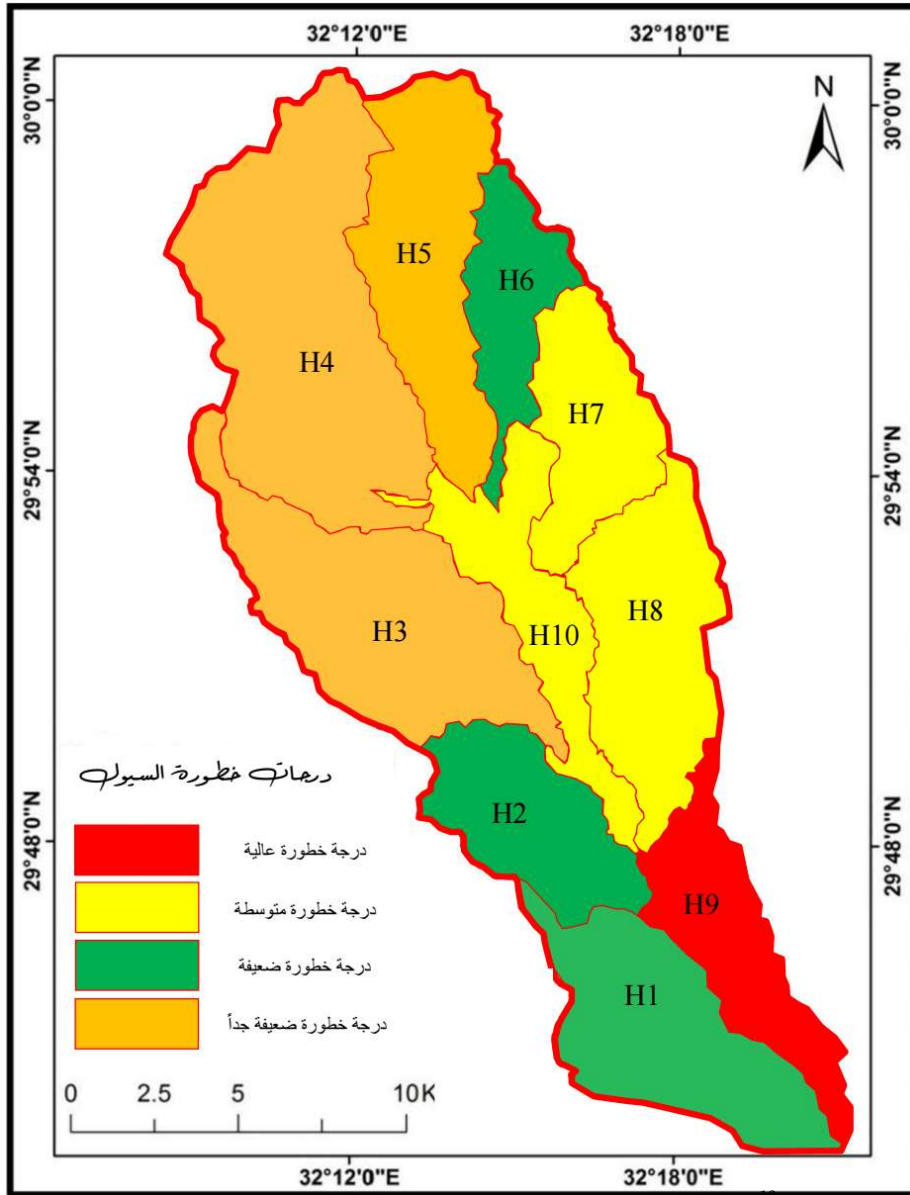 32°12'0"E 32°18'0"E
30°0'0"N 30°0'0"N
N
H5
H6
H4
H7
29°54'0"N 29°54'0"N
H8
H3
H10
درجات خطورة السيول
H2
29°48'0"N 29°48'0"N
درجة خطورة عالية
H9
درجة خطورة متوسطة
درجة خطورة ضعيفة
H1
درجة خطورة ضعيفة جداً
0 2.5 5 10K
32°12'0"E 32°18'0"E